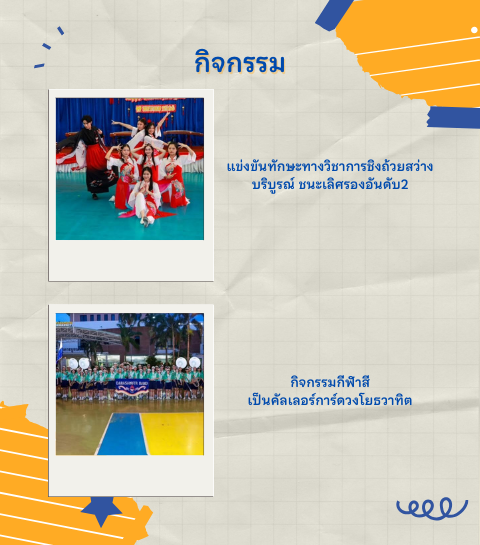 กิจกรรม
แข่งขันทักษะทางวิชาการชิงถ้วยสว่าง
บริบูรณ์ ชนะเลิศรองอันดับ2
กิจกรรมกีฬาสี
เป็นคัลเลอร์การ์ดวงโยธวาทิต